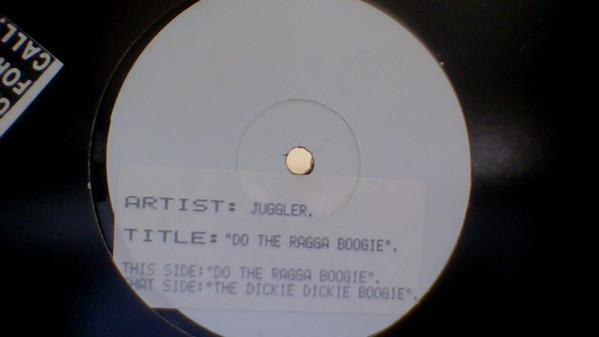 FOR
CALL
ARTIST: JUGGLER.
TITLE: "DO THE RAGGA BOOGIE".
THIS SIDE:"DO THE RAGGA BOOGIE".
THAT SIDE:"THE DICKIE DICKIE BOOGIE".